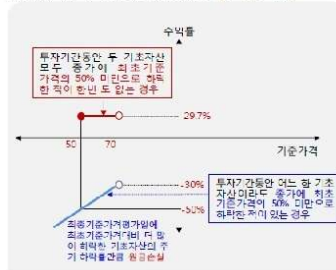 수익률
투자기간동안 두 기초자산
모두 종가에 최초기준
가격의 50% 미만으로 하락
한 적이 한번도 없는 경우
29.7%
50
70
기준가격
-30%
-50%
투자기간동안 어느 한 기초
자산이라도 종가에 최초
기준가격의 50% 미만으로
하락한 적이 있는 경우
최종기준가격평가일에
최초기준가격대비 더 많
이 하락한 기초자산의 주
가 하락률만큼 원금손실